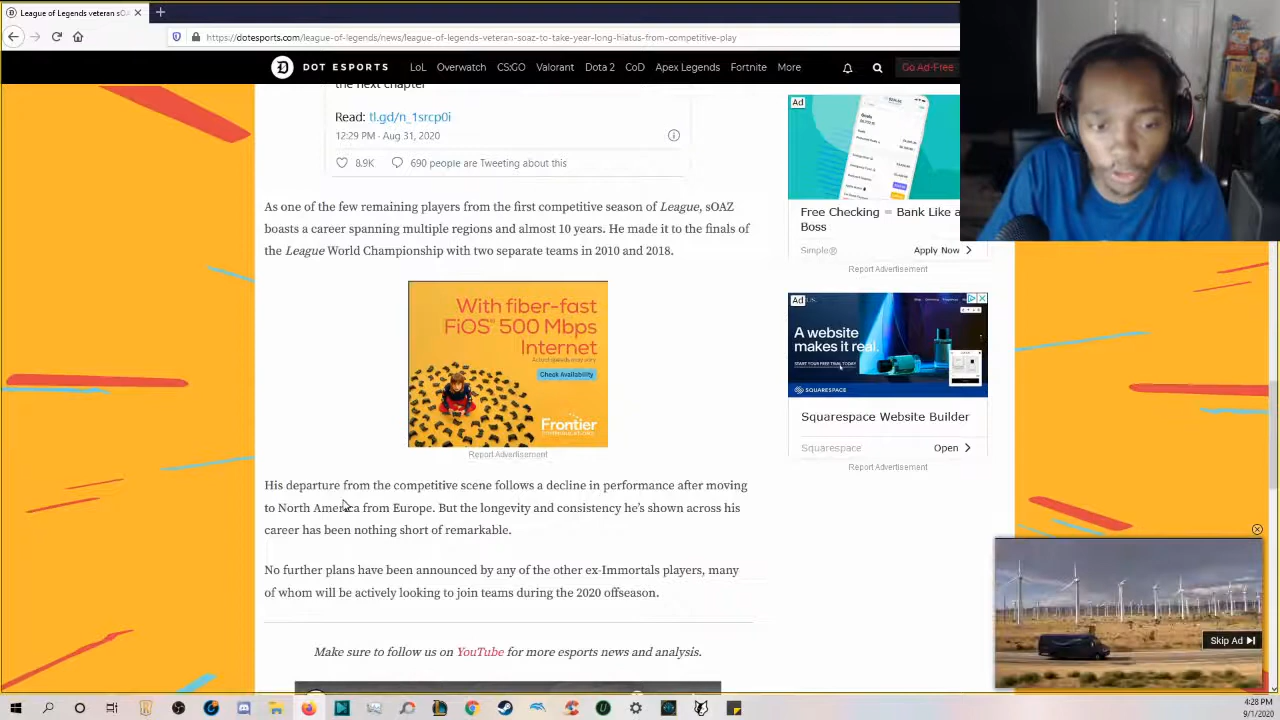 League of Legends veteran sOA
https://dotesports.com/league-of-legends/news/league-of-legends-veteran-soaz-to-take-year-long-hiatus-from-competitive-play
DOT ESPORTS LoL Overwatch CS:GO Valorant Dota 2 CoD Apex Legends Fortnite More Go Ad-Free
the next chapter
Read: tl.gd/n_1srcp0i
12:29 PM · Aug 31, 2020
8.9K 690 people are Tweeting about this
As one of the few remaining players from the first competitive season of League, sOAZ
boasts a career spanning multiple regions and almost 10 years. He made it to the finals of
the League World Championship with two separate teams in 2010 and 2018.
With fiber-fast
FiOS® 500 Mbps
Internet
Check Availability
Frontier
Report Advertisement
His departure from the competitive scene follows a decline in performance after moving
to North America from Europe. But the longevity and consistency he's shown across his
career has been nothing short of remarkable.
No further plans have been announced by any of the other ex-Immortals players, many
of whom will be actively looking to join teams during the 2020 offseason.
Make sure to follow us on YouTube for more esports news and analysis.
Ad
Free Checking = Bank Like a
Boss
Simple® Apply Now
Report Advertisement
Ad
A website
makes it real.
START YOUR FREE TRIAL TODAY
SQUARESPACE
Squarespace Website Builder
Squarespace Open
Report Advertisement
Skip Ad
4:28 PM
9/1/2020